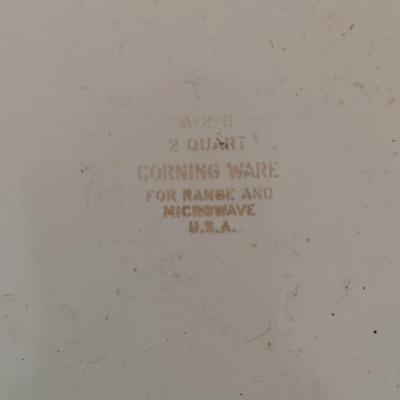 A-2-B
2 QUART
CORNING WARE
FOR RANGE AND
MICROWAVE
U.S.A.